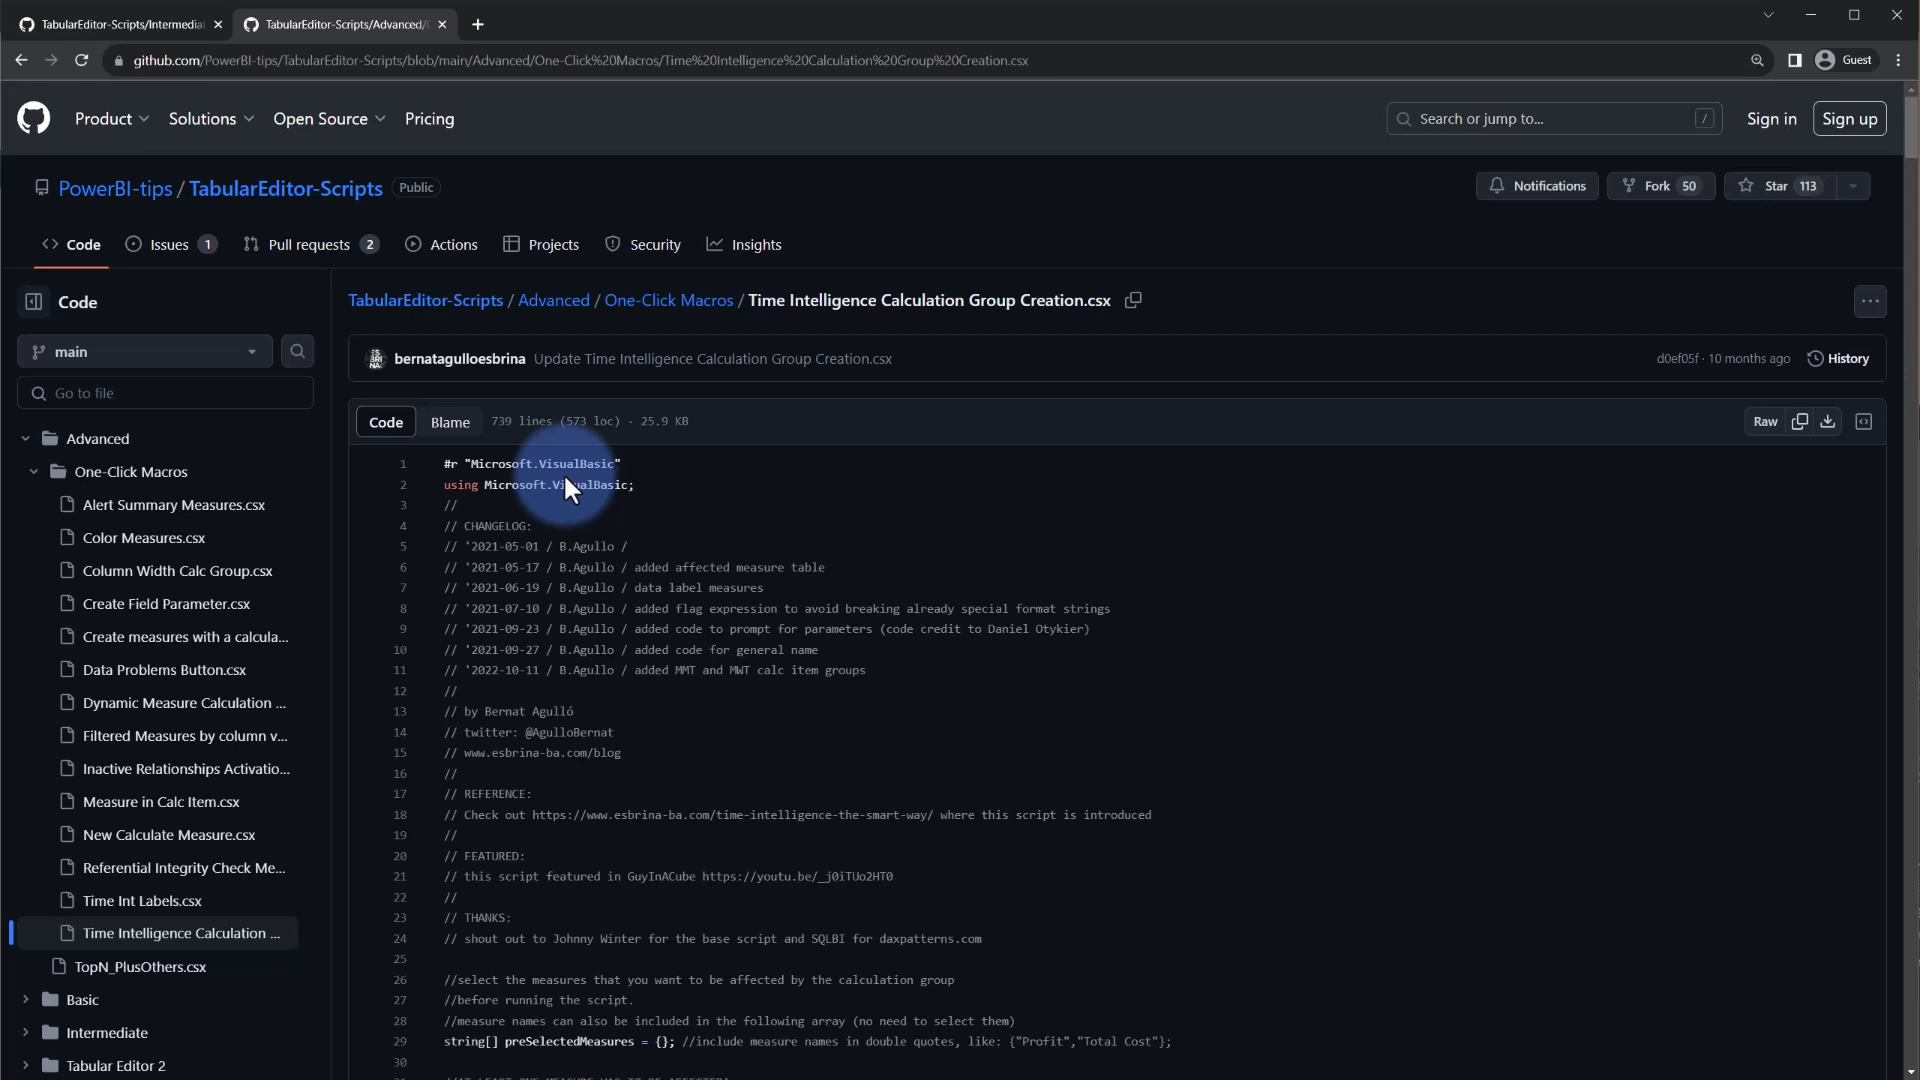 TabularEditor-Scripts/Intermedia
TabularEditor-Scripts/Advanced/
github.com/PowerBI-tips/TabularEditor-Scripts/blob/main/Advanced/One-Click%20Macros/Time%20Intelligence%20Calculation%20Group%20Creation.csx
Guest
Product
Solutions
Open Source
Pricing
Search or jump to...
/
Sign in
Sign up
PowerBI-tips / TabularEditor-Scripts Public
Notifications
Fork 50
Star 113
Code
Issues 1
Pull requests 2
Actions
Projects
Security
Insights
Code
main
Go to file
Advanced
One-Click Macros
Alert Summary Measures.csx
Color Measures.csx
Column Width Calc Group.csx
Create Field Parameter.csx
Create measures with a calcula...
Data Problems Button.csx
Dynamic Measure Calculation ...
Filtered Measures by column v...
Inactive Relationships Activatio...
Measure in Calc Item.csx
New Calculate Measure.csx
Referential Integrity Check Me...
Time Int Labels.csx
Time Intelligence Calculation ...
TopN_PlusOthers.csx
Basic
Intermediate
Tabular Editor 2
TabularEditor-Scripts / Advanced / One-Click Macros / Time Intelligence Calculation Group Creation.csx
bernatagulloesbrina Update Time Intelligence Calculation Group Creation.csx
d0ef05f · 10 months ago
History
Code
Blame
739 lines (573 loc) · 25.9 KB
Raw
1 #r "Microsoft.VisualBasic"
2 using Microsoft.VisualBasic;
3 //
4 // CHANGELOG:
5 // '2021-05-01 / B.Agullo /
6 // '2021-05-17 / B.Agullo / added affected measure table
7 // '2021-06-19 / B.Agullo / data label measures
8 // '2021-07-10 / B.Agullo / added flag expression to avoid breaking already special format strings
9 // '2021-09-23 / B.Agullo / added code to prompt for parameters (code credit to Daniel Otykier)
10 // '2021-09-27 / B.Agullo / added code for general name
11 // '2022-10-11 / B.Agullo / added MMT and MWT calc item groups
12 //
13 // by Bernat Agulló
14 // twitter: @AgulloBernat
15 // www.esbrina-ba.com/blog
16 //
17 // REFERENCE:
18 // Check out https://www.esbrina-ba.com/time-intelligence-the-smart-way/ where this script is introduced
19 //
20 // FEATURED:
21 // this script featured in GuyInACube https://youtu.be/_j0iTUo2HT0
22 //
23 // THANKS:
24 // shout out to Johnny Winter for the base script and SQLBI for daxpatterns.com
25
26 //select the measures that you want to be affected by the calculation group
27 //before running the script.
28 //measure names can also be included in the following array (no need to select them)
29 string[] preSelectedMeasures = {}; //include measure names in double quotes, like: {"Profit","Total Cost"};
30